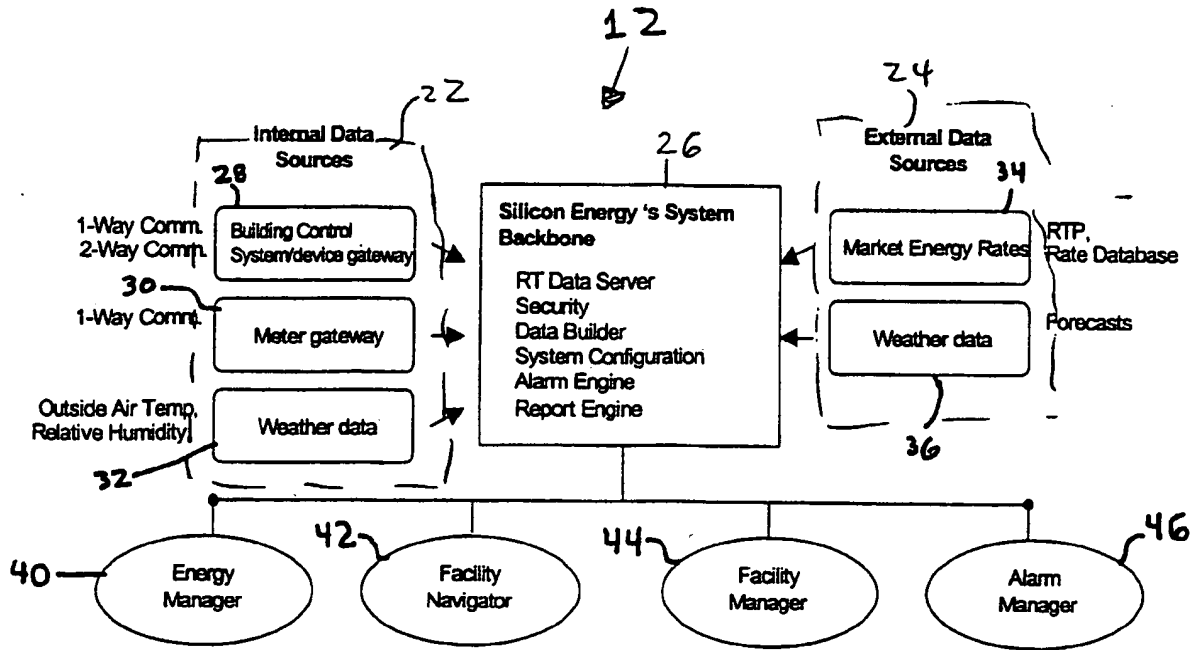 12
22
24
Internal Data
Sources
26
External Data
Sources
28
34
1-Way Comm.
2-Way Comm.
Building Control
System/device gateway
Silicon Energy 's System
Backbone
Market Energy Rates
RTP,
Rate Database
30
1-Way Comm.
Meter gateway
RT Data Server
Security
Data Builder
System Configuration
Alarm Engine
Report Engine
Weather data
Forecasts
Outside Air Temp,
Relative Humidity
Weather data
32
36
40
Energy
Manager
42
Facility
Navigator
44
Facility
Manager
46
Alarm
Manager